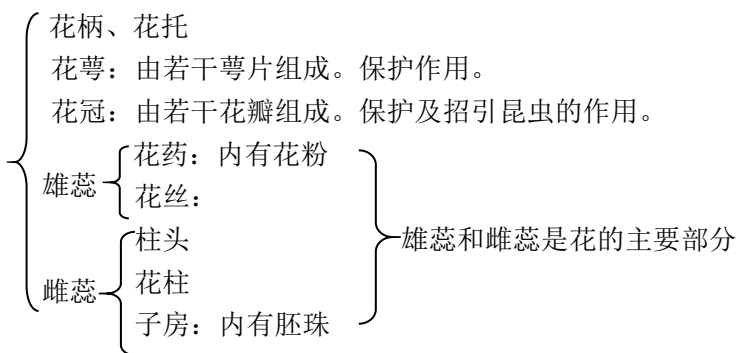 花柄、花托
花萼：由若干萼片组成。保护作用。
花冠：由若干花瓣组成。保护及招引昆虫的作用。
花药：内有花粉
雄蕊
花丝：
柱头
雄蕊和雌蕊是花的主要部分
花柱
雌蕊
子房：内有胚珠